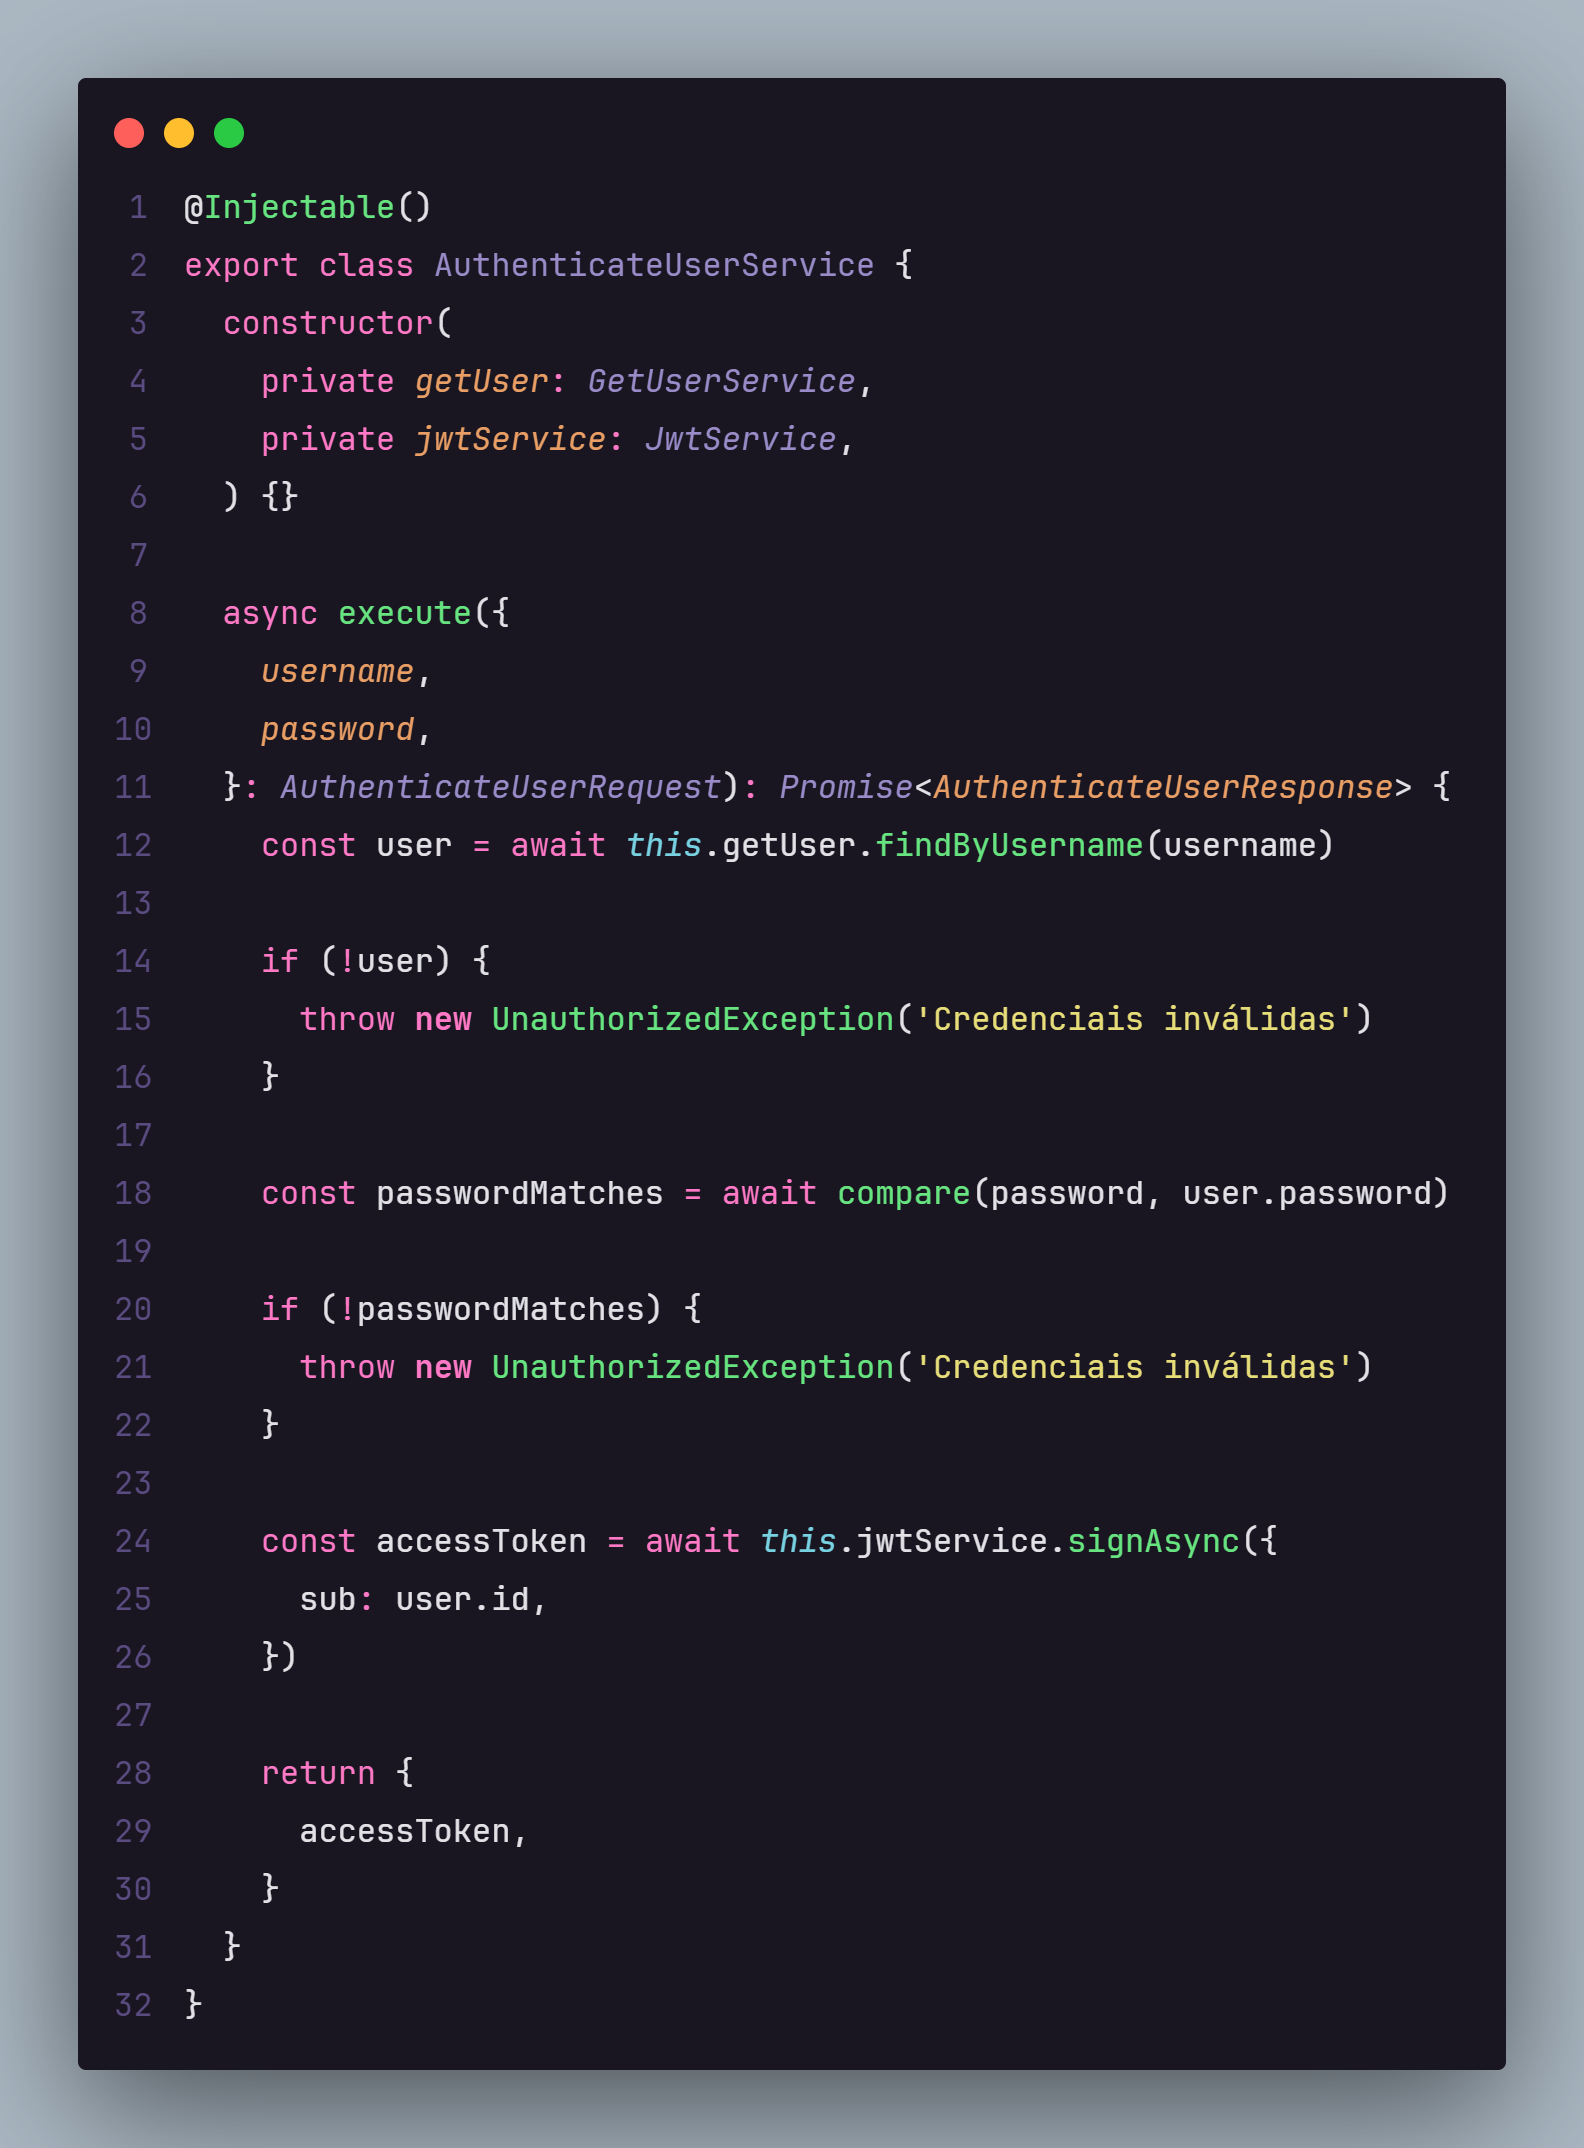 1 @Injectable()
2 export class AuthenticateUserService {
3   constructor(
4     private getUser: GetUserService,
5     private jwtService: JwtService,
6   ) {}
7
8   async execute({
9     username,
10     password,
11   }: AuthenticateUserRequest): Promise<AuthenticateUserResponse> {
12     const user = await this.getUser.findByUsername(username)
13
14     if (!user) {
15       throw new UnauthorizedException('Credenciais inválidas')
16     }
17
18     const passwordMatches = await compare(password, user.password)
19
20     if (!passwordMatches) {
21       throw new UnauthorizedException('Credenciais inválidas')
22     }
23
24     const accessToken = await this.jwtService.signAsync({
25       sub: user.id,
26     })
27
28     return {
29       accessToken,
30     }
31   }
32 }